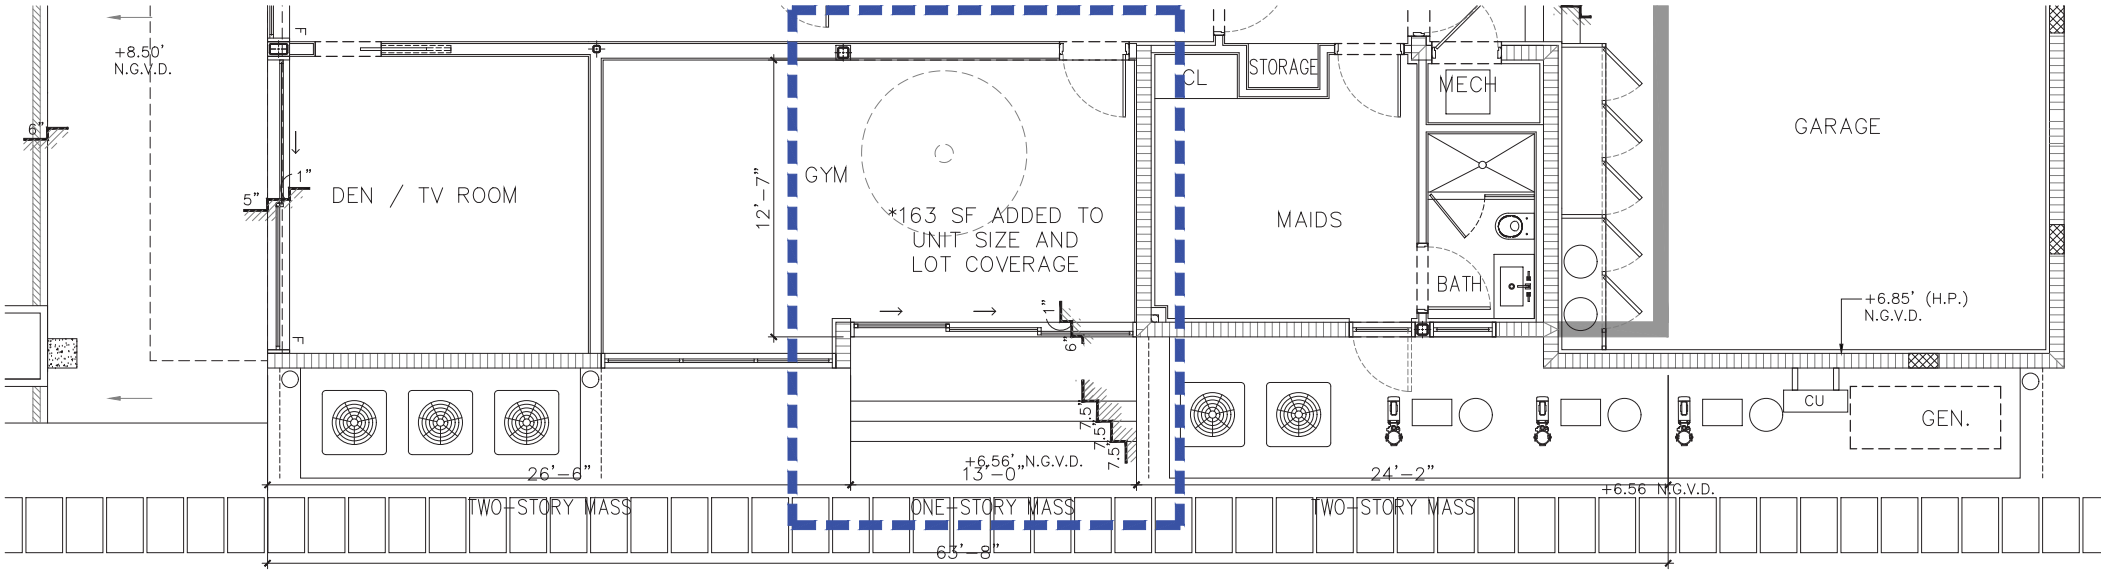 +8.50'
N.G.V.D.
6"
5"
1"
DEN / TV ROOM
12'-7"
GYM
*163 SF ADDED TO
UNIT SIZE AND
LOT COVERAGE
1"
6"
7.5"
7.5"
7.5"
CL
STORAGE
MECH
MAIDS
BATH
GARAGE
+6.85' (H.P.)
N.G.V.D.
CU
GEN.
+6.56' N.G.V.D.
26'-6"
13'-0"
24'-2"
+6.56 N.G.V.D.
TWO-STORY MASS
ONE-STORY MASS
TWO-STORY MASS
63'-8"